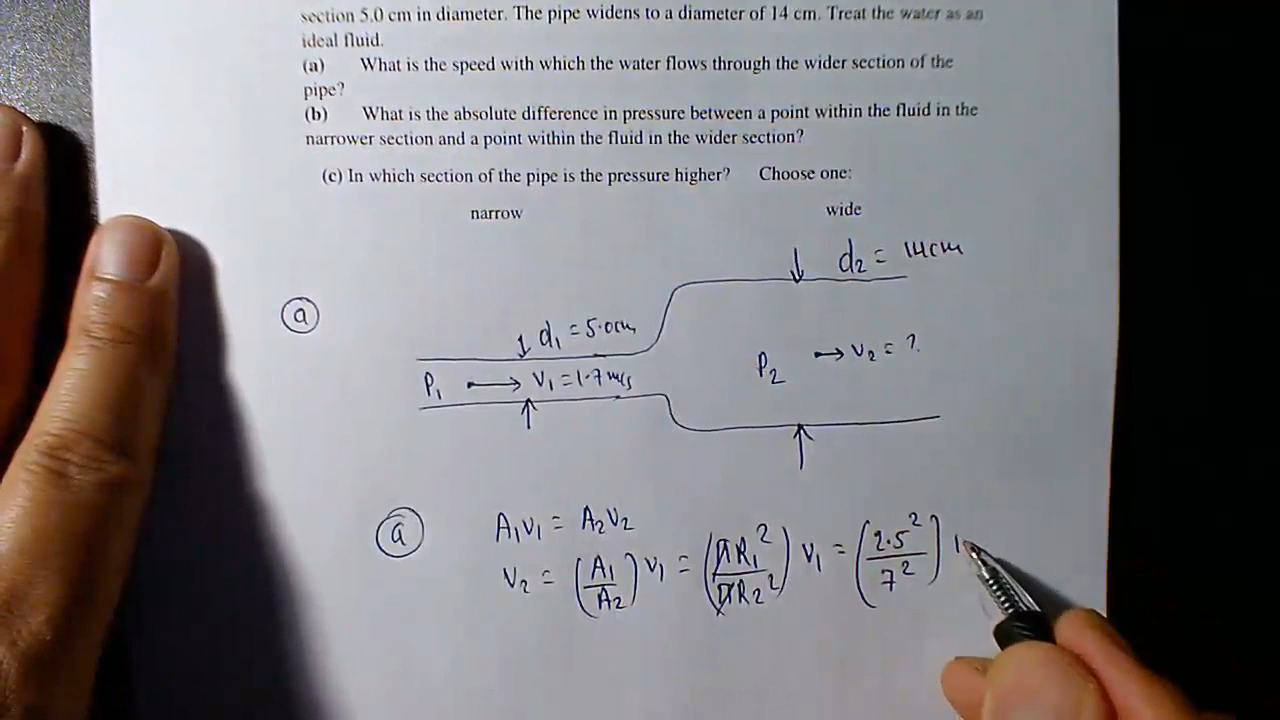 section 5.0 cm in diameter. The pipe widens to a diameter of 14 cm. Treat the water as an
ideal fluid.
(a) What is the speed with which the water flows through the wider section of the
pipe?
(b) What is the absolute difference in pressure between a point within the fluid in the
narrower section and a point within the fluid in the wider section?
(c) In which section of the pipe is the pressure higher? Choose one:
narrow wide
d₂ = 14cm
ⓐ
d₁ = 5.0cm
P₁ → V₁ = 1.7 m/s
P₂ → V₂ = ?
ⓐ A₁V₁ = A₂V₂
V₂ = (A₁/A₂) V₁ = (πR₁²/πR₂²) V₁ = (2.5²/7²) 1